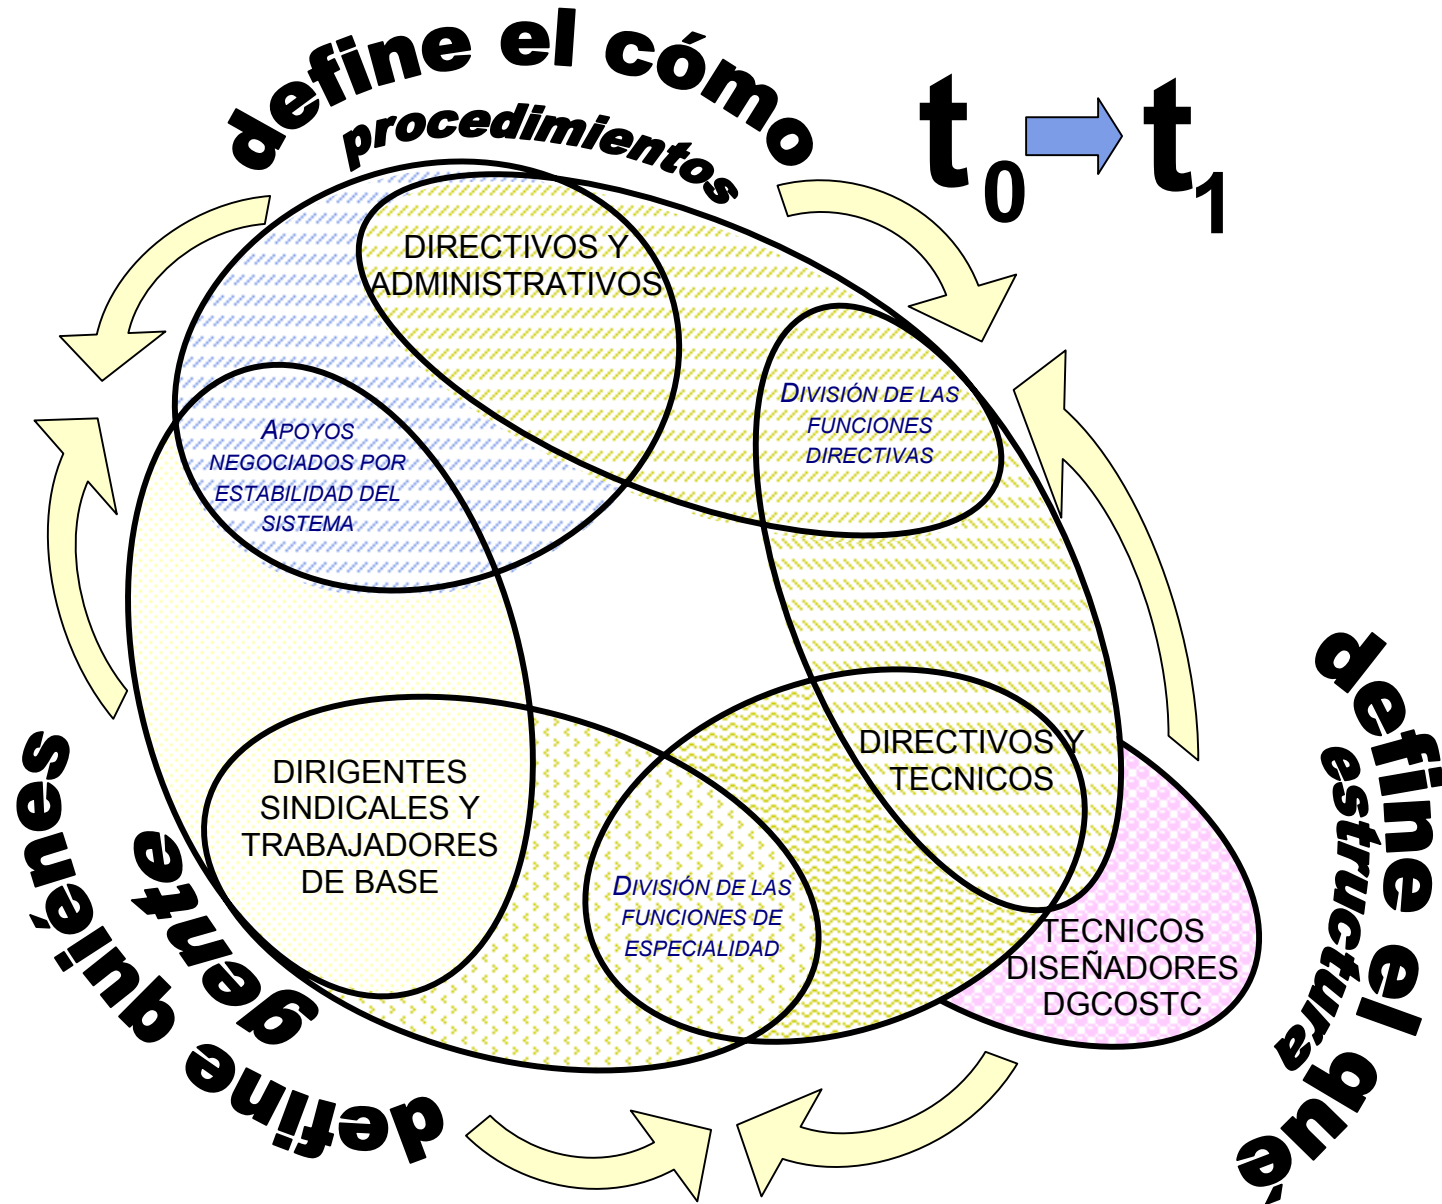 define el cómo
procedimientos
t0 t1
DIRECTIVOS Y
ADMINISTRATIVOS
DIVISIÓN DE LAS
FUNCIONES
DIRECTIVAS
APOYOS
NEGOCIADOS POR
ESTABILIDAD DEL
SISTEMA
DIRECTIVOS Y
TECNICOS
DIRIGENTES
SINDICALES Y
TRABAJADORES
DE BASE
DIVISIÓN DE LAS
FUNCIONES DE
ESPECIALIDAD
TECNICOS
DISEÑADORES
DGCOSTC
define el qué
estructura
define quiénes
gente